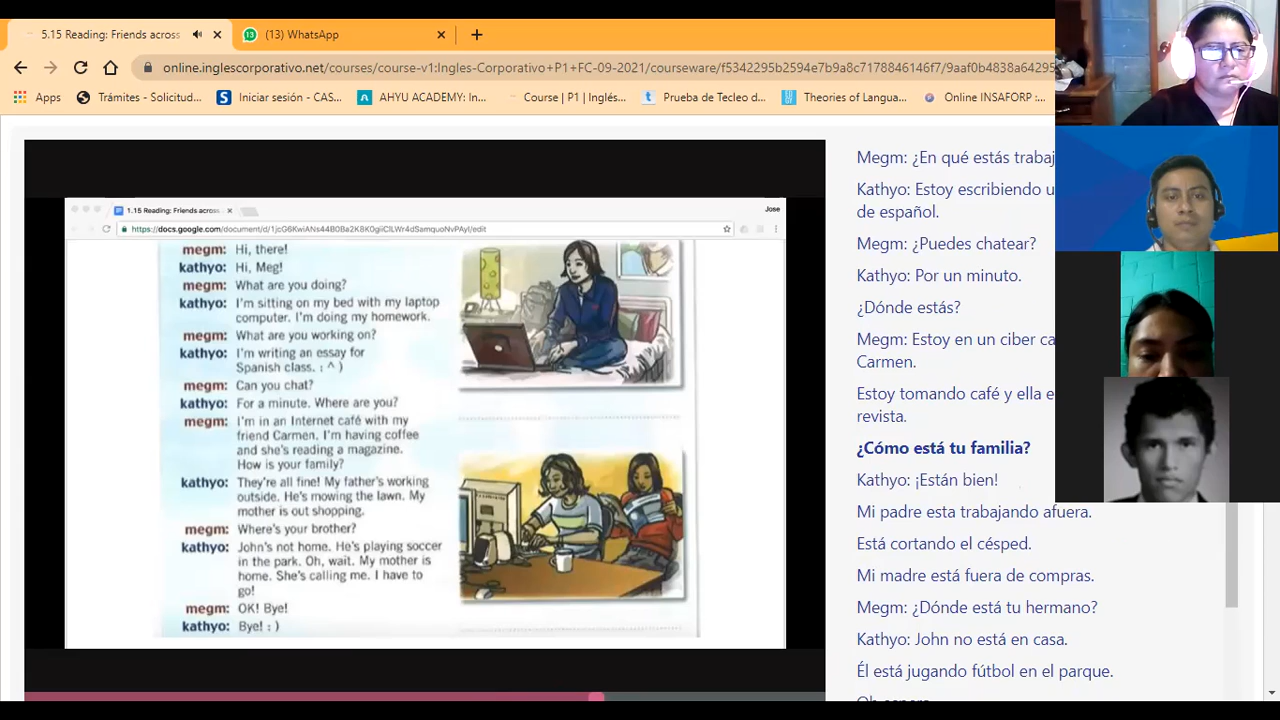 5.15 Reading: Friends across
(13) WhatsApp
online.inglescorporativo.net/courses/course-v1:Ingles-Corporat
P1+FC-09-2021/courseware/f5342295b2594e7b9a8c7178846146f7/9aaf0b4838a64295
Apps
Trámites - Solicitud...
Iniciar sesión - CAS...
AHYU ACADEMY: In...
Course | P1 | Inglés...
Prueba de Tecleo d...
Theories of Langua...
Online INSAFORP :...
1.15 Reading: Friends across
Jose
megm: Hi, there!
kathyo: Hi, Meg!
megm: What are you doing?
kathyo: I'm sitting on my bed with my laptop
computer. I'm doing my homework.
megm: What are you working on?
kathyo: I'm writing an essay for
Spanish class. : ^ )
megm: Can you chat?
kathyo: For a minute. Where are you?
megm: I'm in an Internet café with my
friend Carmen. I'm having coffee
and she's reading a magazine.
How is your family?
kathyo: They're all fine! My father's working
outside. He's mowing the lawn. My
mother is out shopping.
megm: Where's your brother?
kathyo: John's not home. He's playing soccer
in the park. Oh, wait. My mother is
home. She's calling me. I have to
go!
megm: OK! Bye!
kathyo: Bye! : )
Megm: ¿En qué estás trabaj
Kathyo: Estoy escribiendo u
de español.
Megm: ¿Puedes chatear?
Kathyo: Por un minuto.
¿Dónde estás?
Megm: Estoy en un ciber ca
Carmen.
Estoy tomando café y ella e
revista.
¿Cómo está tu familia?
Kathyo: ¡Están bien!
Mi padre esta trabajando afuera.
Está cortando el césped.
Mi madre está fuera de compras.
Megm: ¿Dónde está tu hermano?
Kathyo: John no está en casa.
Él está jugando fútbol en el parque.